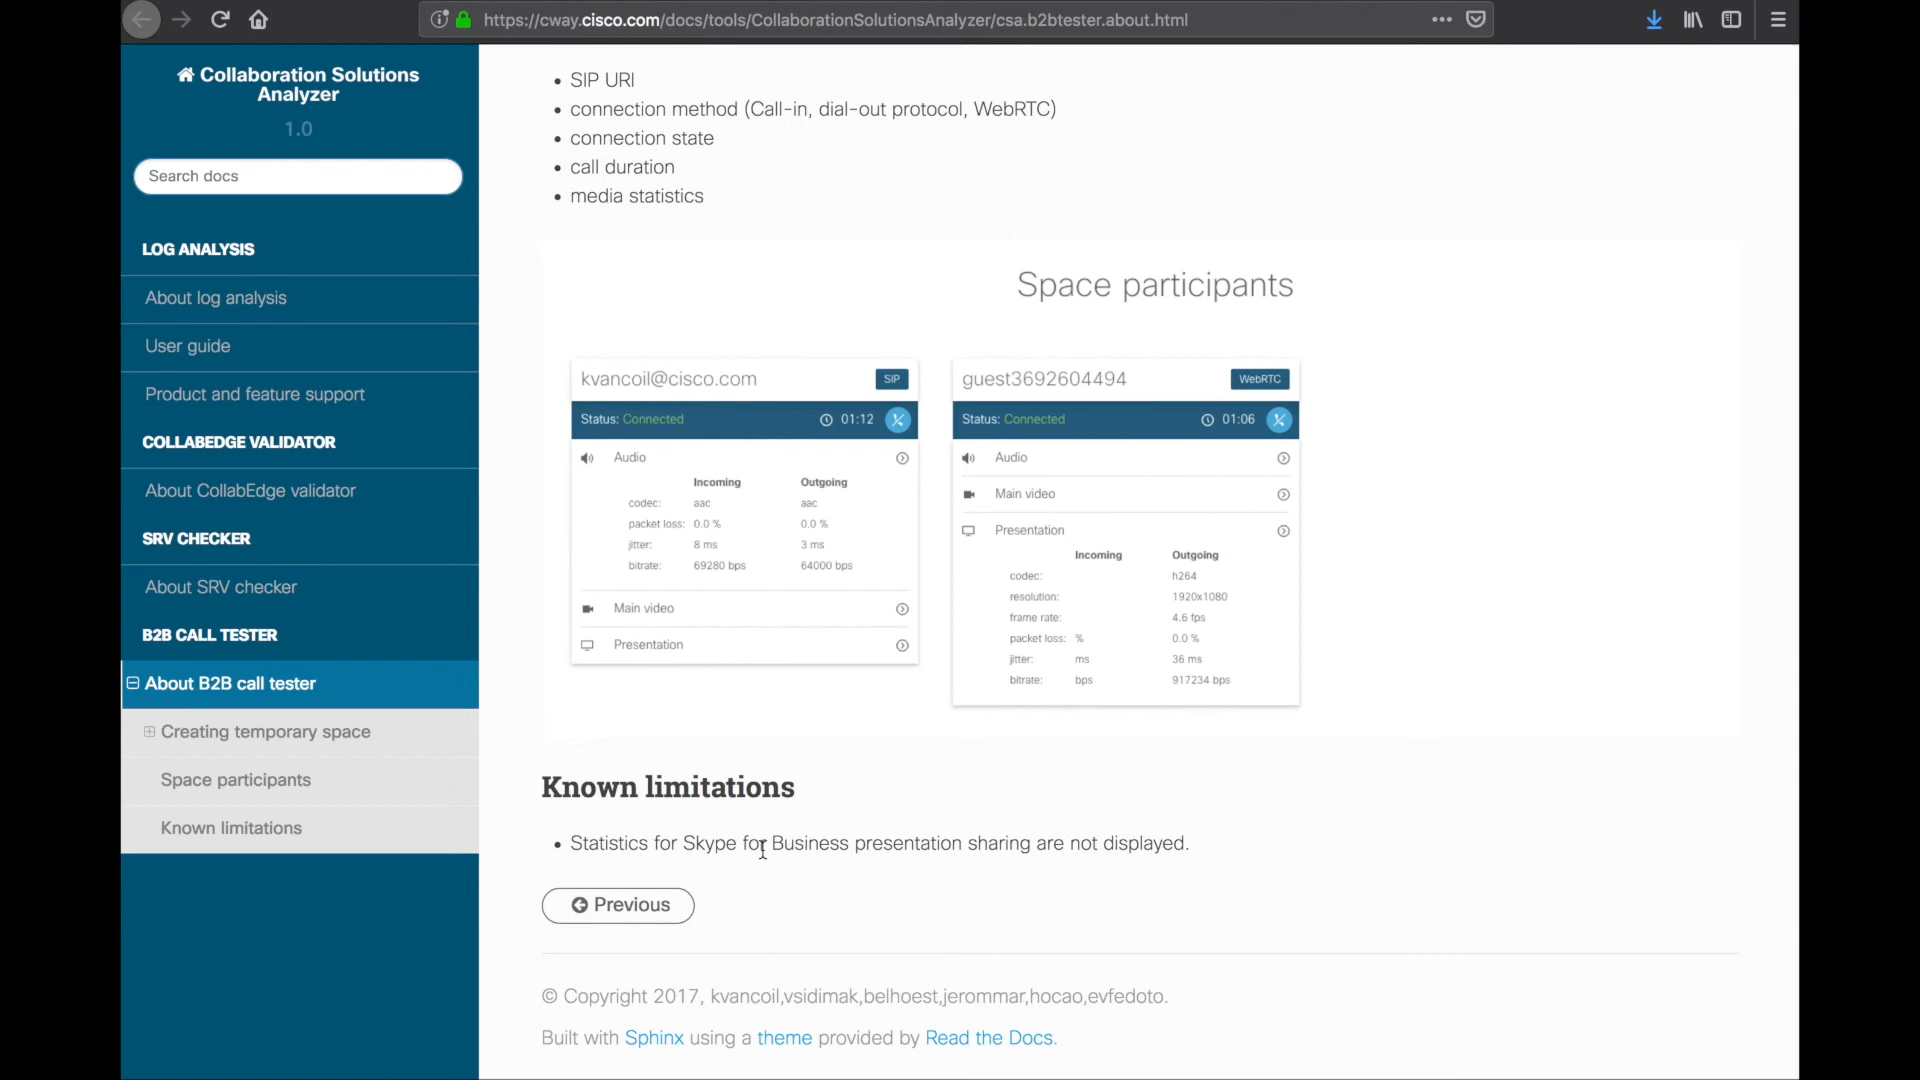 https://cway.cisco.com/docs/tools/CollaborationSolutionsAnalyzer/csa.b2btester.about.html
Collaboration Solutions
Analyzer
1.0
Search docs
LOG ANALYSIS
About log analysis
User guide
Product and feature support
COLLABEDGE VALIDATOR
About CollabEdge validator
SRV CHECKER
About SRV checker
B2B CALL TESTER
About B2B call tester
Creating temporary space
Space participants
Known limitations
• SIP URI
• connection method (Call-in, dial-out protocol, WebRTC)
• connection state
• call duration
• media statistics
Space participants
kvancoil@cisco.com SIP
Status: Connected 01:12
Audio
Incoming Outgoing
codec: aac aac
packet loss: 0.0 % 0.0 %
jitter: 8 ms 3 ms
bitrate: 69280 bps 64000 bps
Main video
Presentation
guest3692604494 WebRTC
Status: Connected 01:06
Audio
Main video
Presentation
Incoming Outgoing
codec: h264
resolution: 1920x1080
frame rate: 4.6 fps
packet loss: % 0.0 %
jitter: ms 36 ms
bitrate: bps 917234 bps
Known limitations
• Statistics for Skype for Business presentation sharing are not displayed.
Previous
© Copyright 2017, kvancoil,vsidimak,belhoest,jerommar,hocao,evfedoto.
Built with Sphinx using a theme provided by Read the Docs.